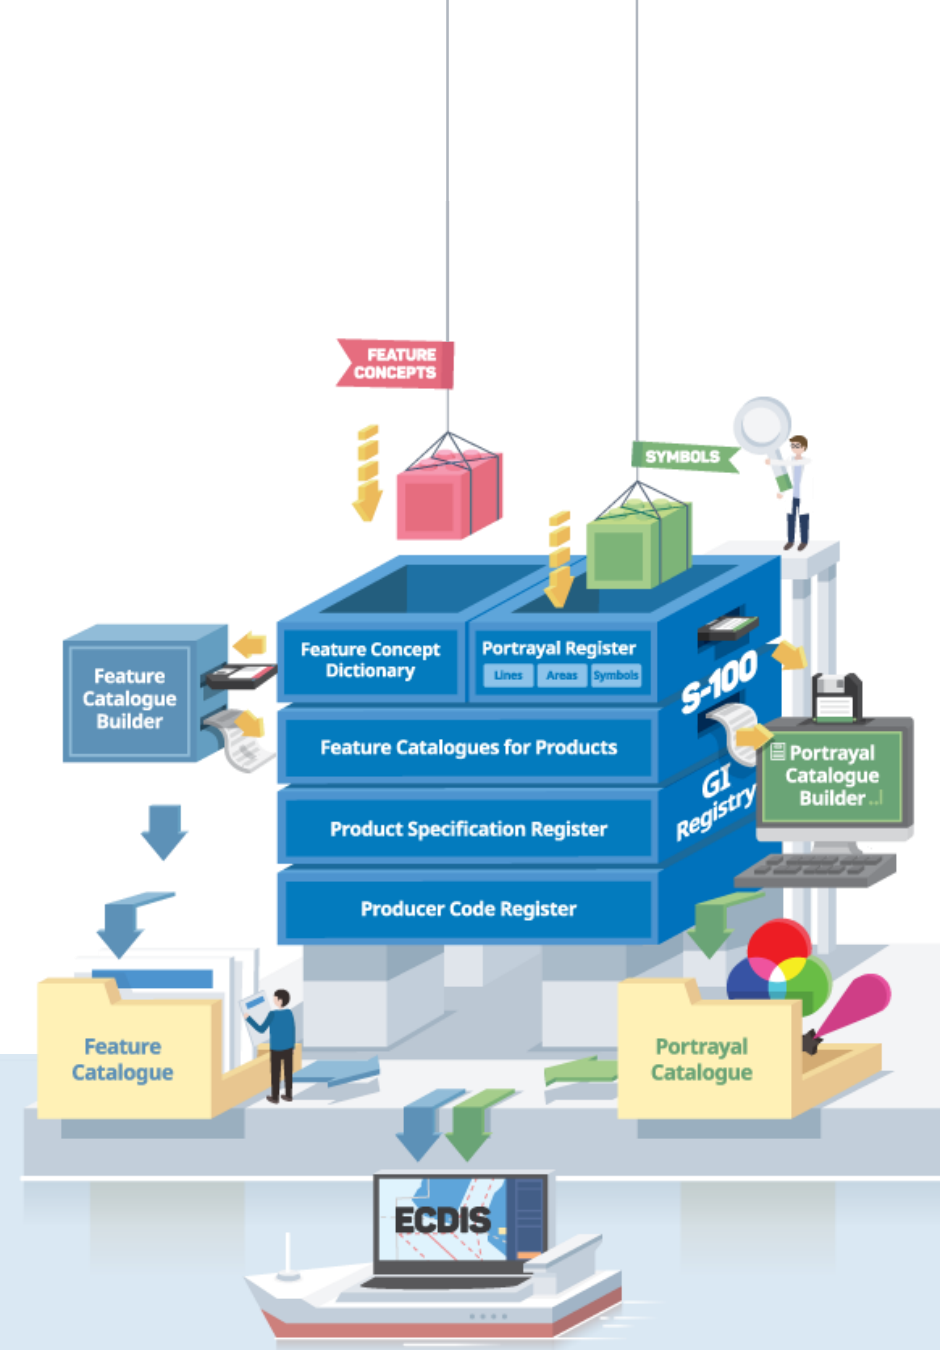 FEATURE
CONCEPTS
SYMBOLS
Feature Concept
Dictionary
Portrayal Register
Lines
Areas
Symbols
S-100
Feature
Catalogue
Builder
Feature Catalogues for Products
GI
Registry
Portrayal
Catalogue
Builder
Product Specification Register
Producer Code Register
Feature
Catalogue
Portrayal
Catalogue
ECDIS